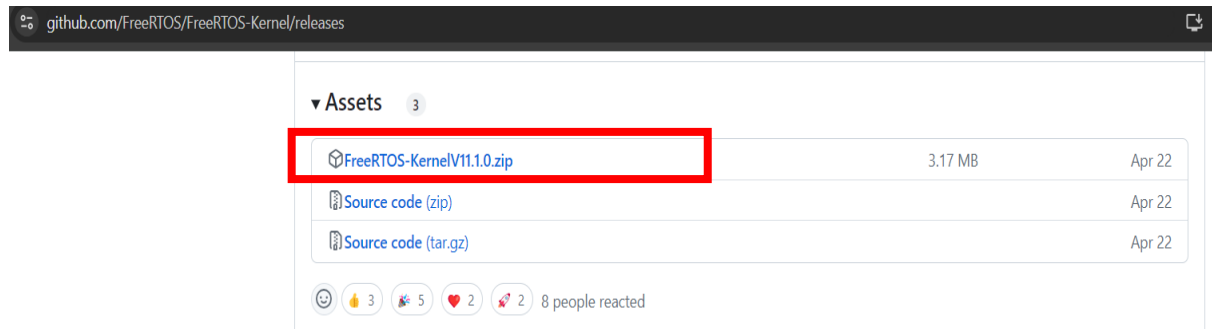 github.com/FreeRTOS/FreeRTOS-Kernel/releases
Assets 3
FreeRTOS-KernelV11.1.0.zip 3.17 MB Apr 22
Source code (zip) Apr 22
Source code (tar.gz) Apr 22
3 5 2 2 8 people reacted